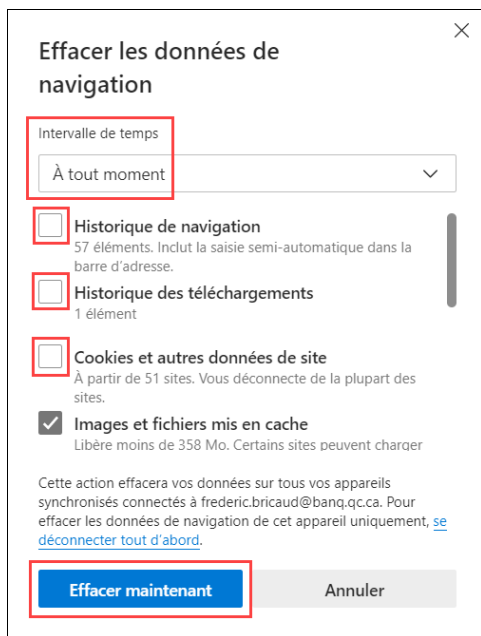 Effacer les données de
navigation
Intervalle de temps
À tout moment
Historique de navigation
57 éléments. Inclut la saisie semi-automatique dans la
barre d'adresse.
Historique des téléchargements
1 élément
Cookies et autres données de site
À partir de 51 sites. Vous déconnecte de la plupart des
sites.
Images et fichiers mis en cache
Libère moins de 358 Mo. Certains sites peuvent charger
Cette action effacera vos données sur tous vos appareils
synchronisés connectés à frederic.bricaud@banq.qc.ca. Pour
effacer les données de navigation de cet appareil uniquement, se
déconnecter tout d'abord.
Effacer maintenant
Annuler